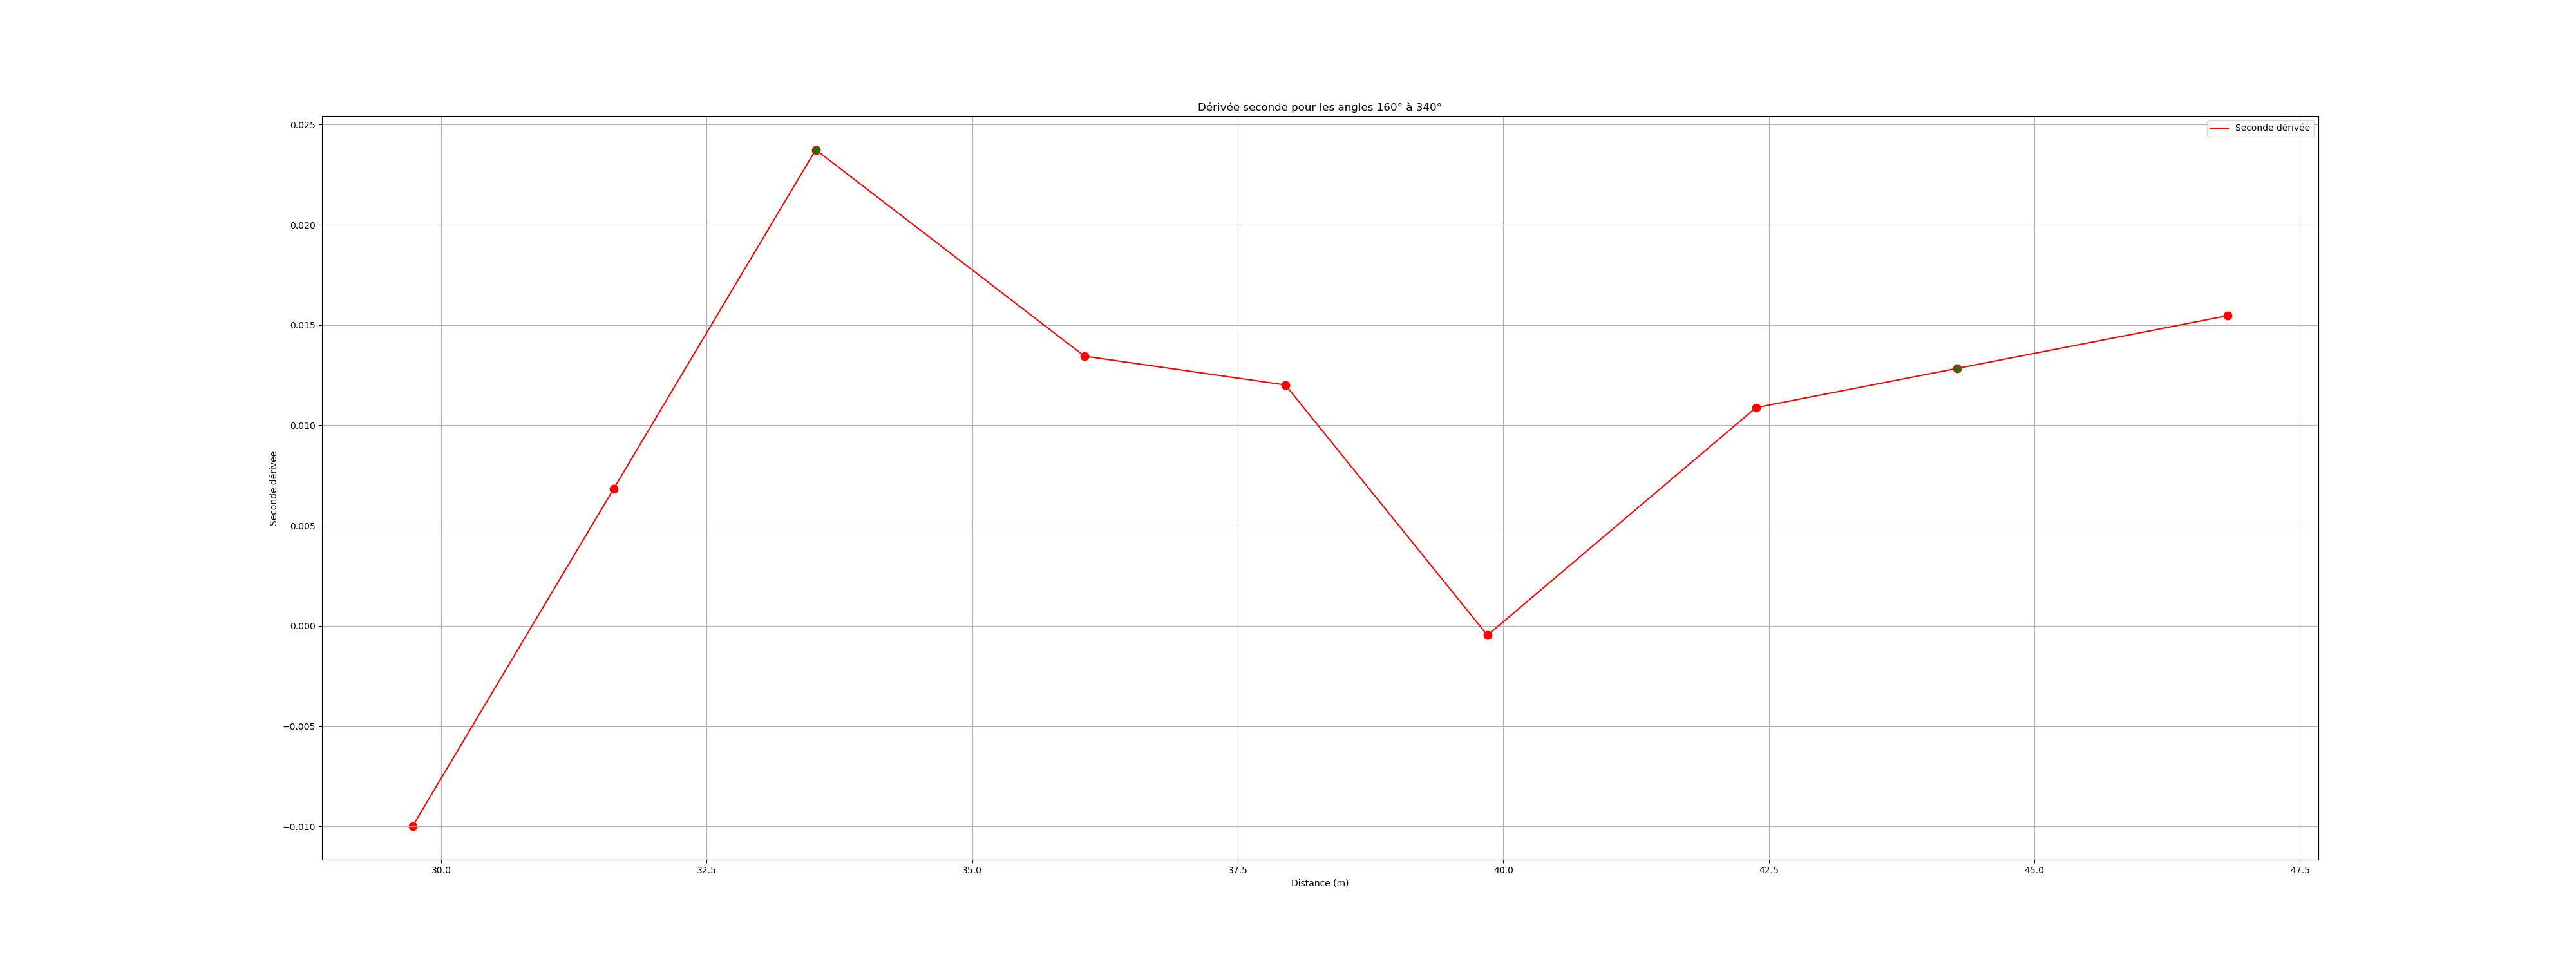 Dérivée seconde pour les angles 160° à 340°
Seconde dérivée
0.025
0.020
0.015
0.010
0.005
0.000
−0.005
−0.010
Seconde dérivée
30.0 32.5 35.0 37.5 40.0 42.5 45.0 47.5
Distance (m)